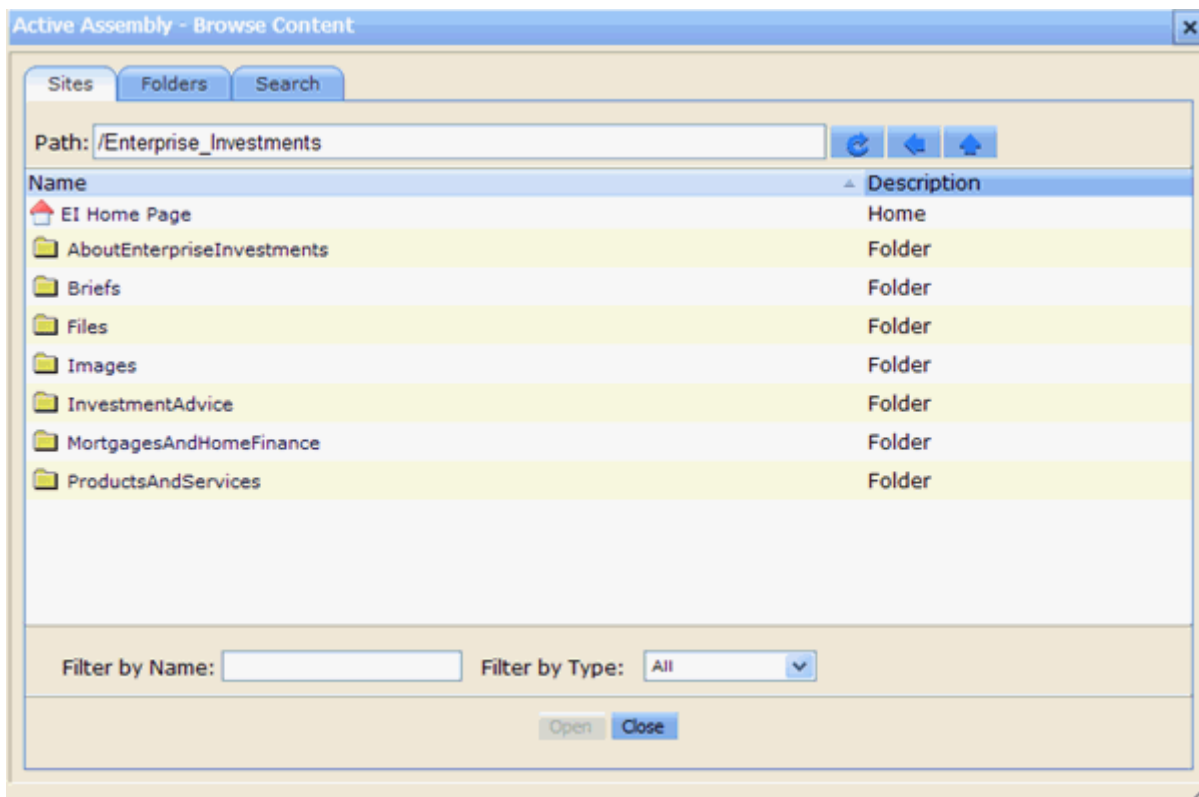 Active Assembly - Browse Content
Sites Folders Search
Path: /Enterprise_Investments
Name Description
EI Home Page Home
AboutEnterpriseInvestments Folder
Briefs Folder
Files Folder
Images Folder
InvestmentAdvice Folder
MortgagesAndHomeFinance Folder
ProductsAndServices Folder
Filter by Name: Filter by Type: All
Open Close